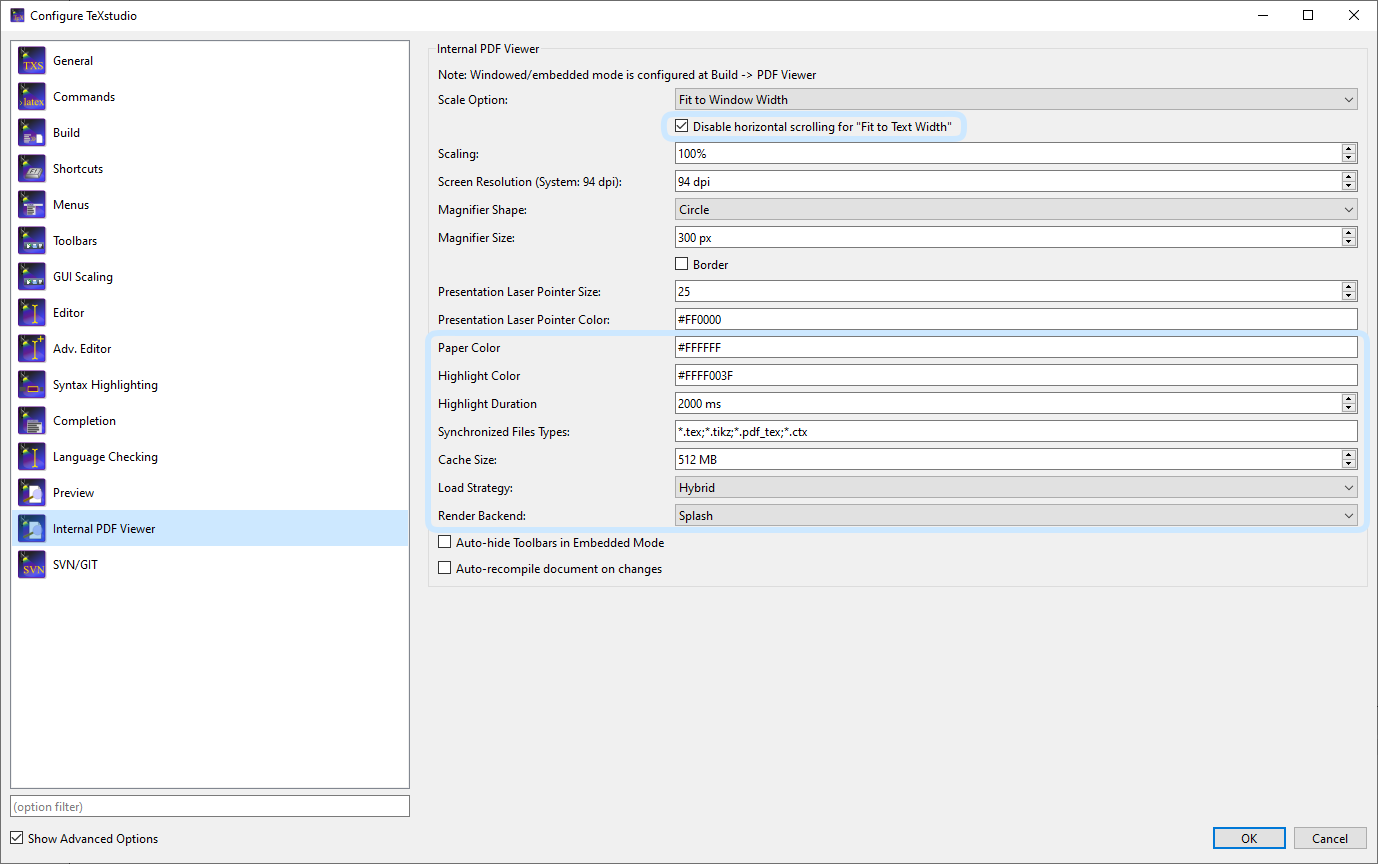 Configure TeXstudio
General
Commands
Build
Shortcuts
Menus
Toolbars
GUI Scaling
Editor
Adv. Editor
Syntax Highlighting
Completion
Language Checking
Preview
Internal PDF Viewer
SVN/GIT
(option filter)
Show Advanced Options
Internal PDF Viewer
Note: Windowed/embedded mode is configured at Build -> PDF Viewer
Scale Option: Fit to Window Width
Disable horizontal scrolling for "Fit to Text Width"
Scaling: 100%
Screen Resolution (System: 94 dpi): 94 dpi
Magnifier Shape: Circle
Magnifier Size: 300 px
Border
Presentation Laser Pointer Size: 25
Presentation Laser Pointer Color: #FF0000
Paper Color #FFFFFF
Highlight Color #FFFF003F
Highlight Duration 2000 ms
Synchronized Files Types: *.tex;*.tikz;*.pdf_tex;*.ctx
Cache Size: 512 MB
Load Strategy: Hybrid
Render Backend: Splash
Auto-hide Toolbars in Embedded Mode
Auto-recompile document on changes
OK Cancel